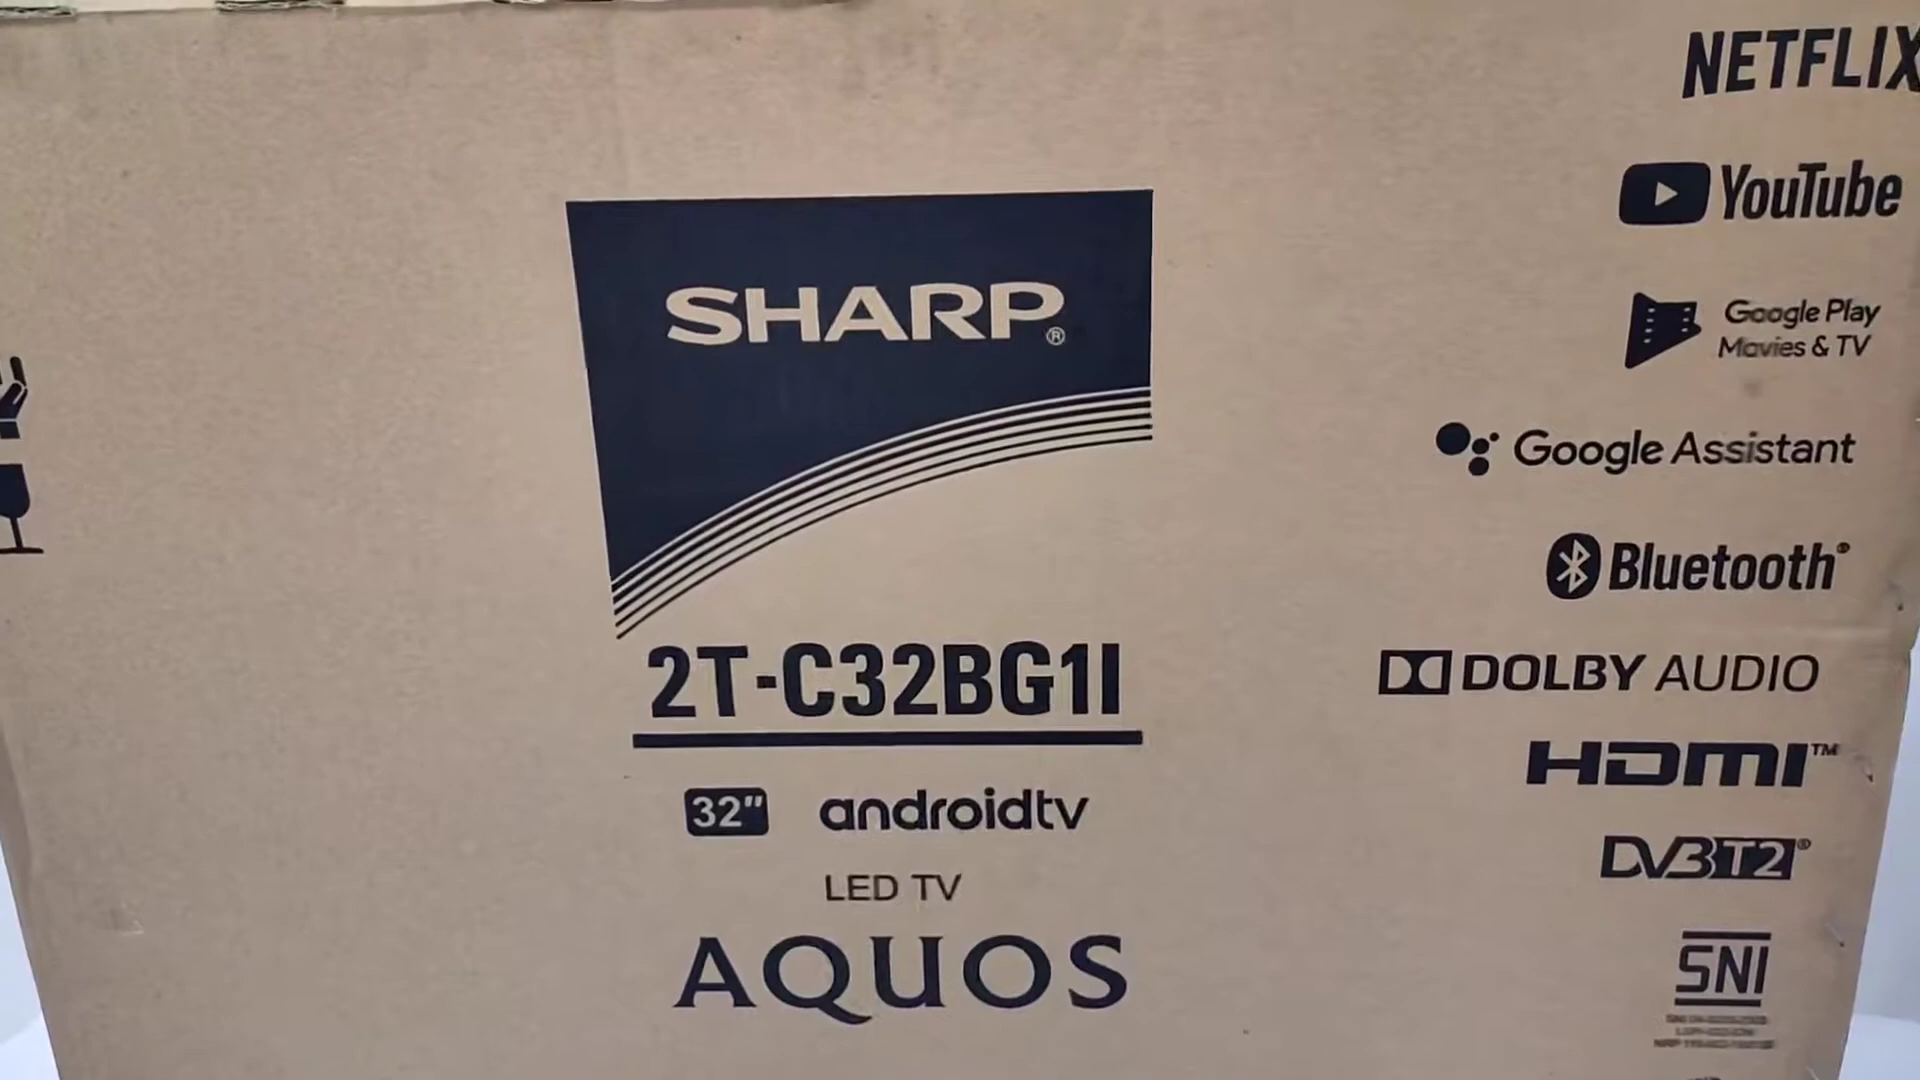 SHARP®
2T-C32BG1I
32" androidtv
LED TV
AQUOS
NETFLIX
YouTube
Google Play
Movies & TV
Google Assistant
Bluetooth®
DOLBY AUDIO
HDMI™
DVB T2®
SNI